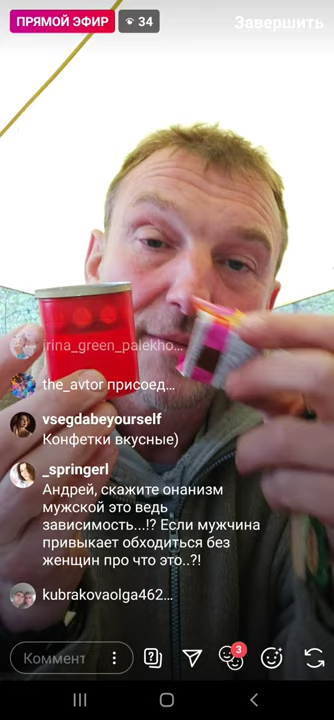 ПРЯМОЙ ЭФИР
34
Завершить
irina_green_palekho...
the_avtor присоед...
vsegdabeyourself
Конфетки вкусные)
_springerl
Андрей, скажите онанизм
мужской это ведь
зависимость...!? Если мужчина
привыкает обходиться без
женщин про что это..?!
kubrakovaolga462...
Коммент
3